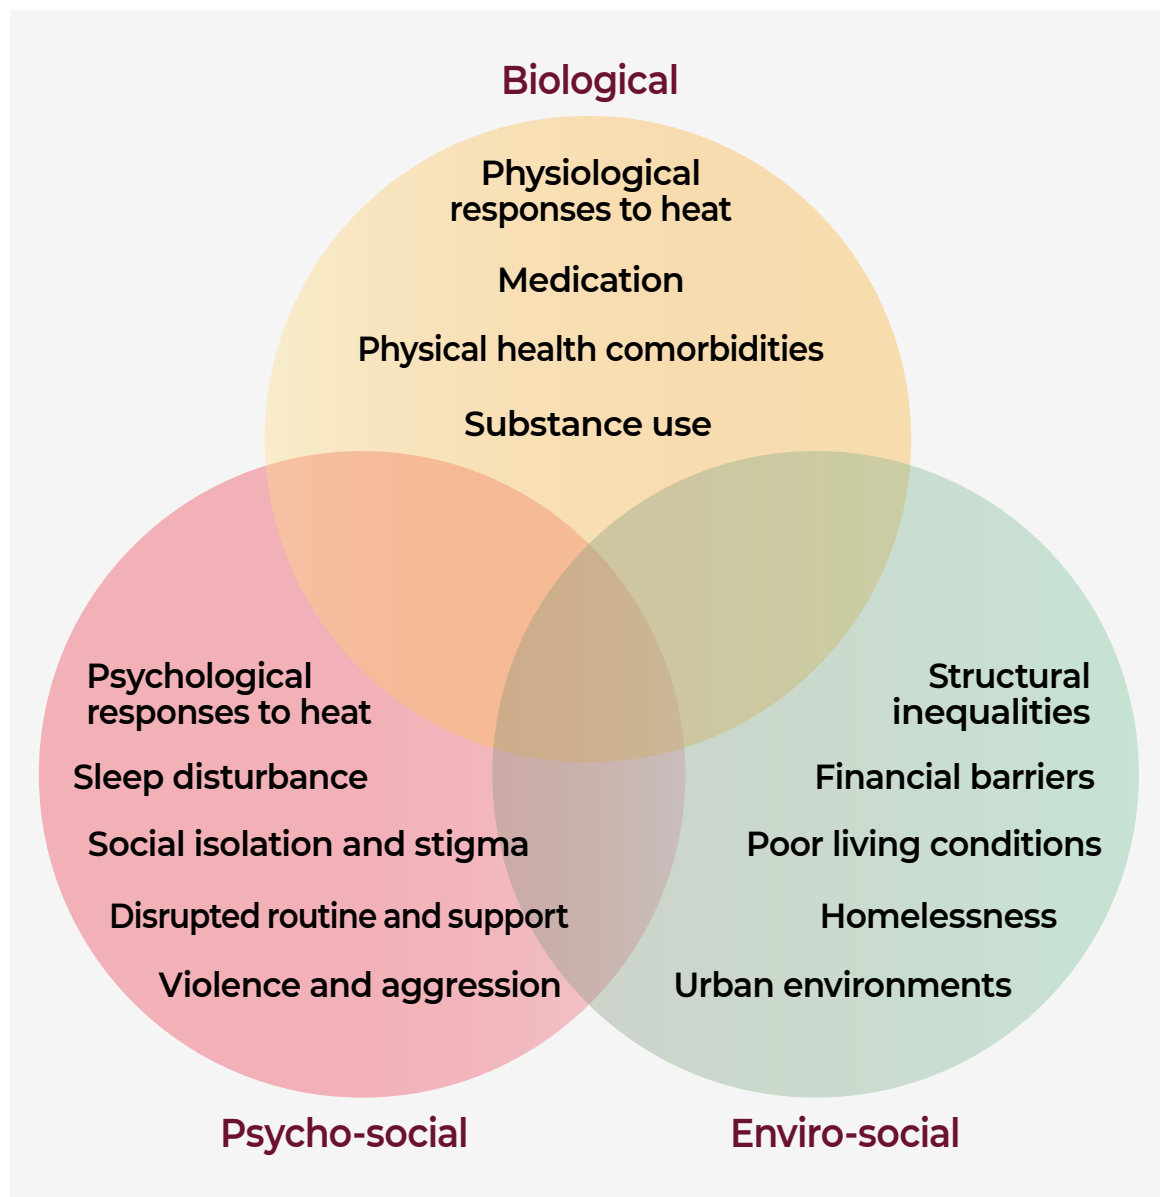 Biological
Physiological
responses to heat
Medication
Physical health comorbidities
Substance use
Psychological
responses to heat
Sleep disturbance
Social isolation and stigma
Disrupted routine and support
Violence and aggression
Structural
inequalities
Financial barriers
Poor living conditions
Homelessness
Urban environments
Psycho-social
Enviro-social